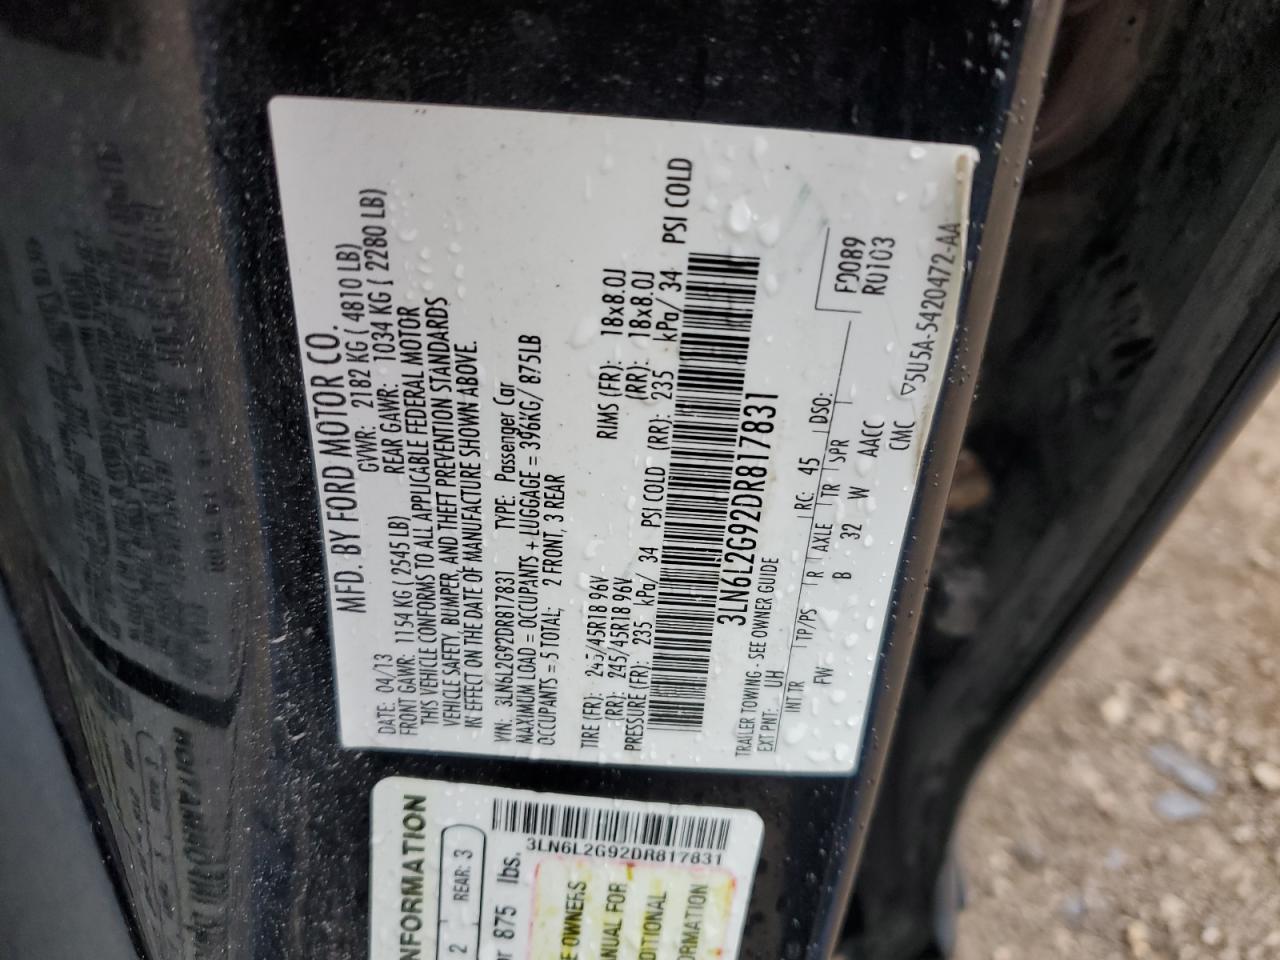 MFD. BY FORD MOTOR CO.
DATE: 04/13 GVWR: 2182 KG ( 4810 LB)
FRONT GAWR: 1154 KG ( 2545 LB) REAR GAWR: 1034 KG ( 2280 LB)
THIS VEHICLE CONFORMS TO ALL APPLICABLE FEDERAL MOTOR
VEHICLE SAFETY, BUMPER, AND THEFT PREVENTION STANDARDS
IN EFFECT ON THE DATE OF MANUFACTURE SHOWN ABOVE.
VIN: 3LN6L2G92DR817831 TYPE: Passenger Car
MAXIMUM LOAD = OCCUPANTS + LUGGAGE = 396KG/ 875LB
OCCUPANTS = 5 TOTAL; 2 FRONT, 3 REAR
TIRE (FR): 245/45R18 96V RIMS (FR): 18x8.0J
(RR): 245/45R18 96V (RR): 18x8.0J
PRESSURE (FR): 235 kPa/ 34 PSI COLD (RR): 235 kPa/ 34 PSI COLD
3LN6L2G92DR817831
TRAILER TOWING - SEE OWNER GUIDE
EXT PNT: UH RC: 45 DSO: F0089
INT TR TP/PS R AXLE TR SPR R0103
FW B 32 W AACC
CMC
5U5A-5420472-AA
NFORMATION
2 REAR: 3
875 lbs.
3LN6L2G92DR817831
OWNERS
ANUAL FOR
DITIONAL
ORMATION